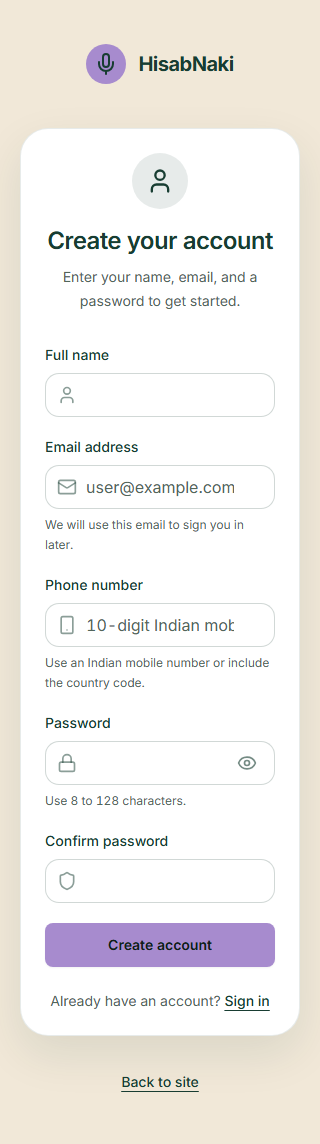 HisabNaki
Create your account
Enter your name, email, and a
password to get started.
Full name
Email address
user@example.com
We will use this email to sign you in
later.
Phone number
10-digit Indian mob
Use an Indian mobile number or include
the country code.
Password
Use 8 to 128 characters.
Confirm password
Create account
Already have an account? Sign in
Back to site